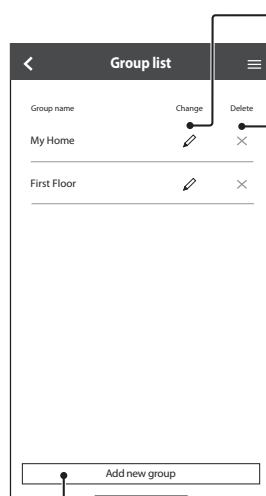 Group list
Group name Change Delete
My Home
First Floor
Add new group